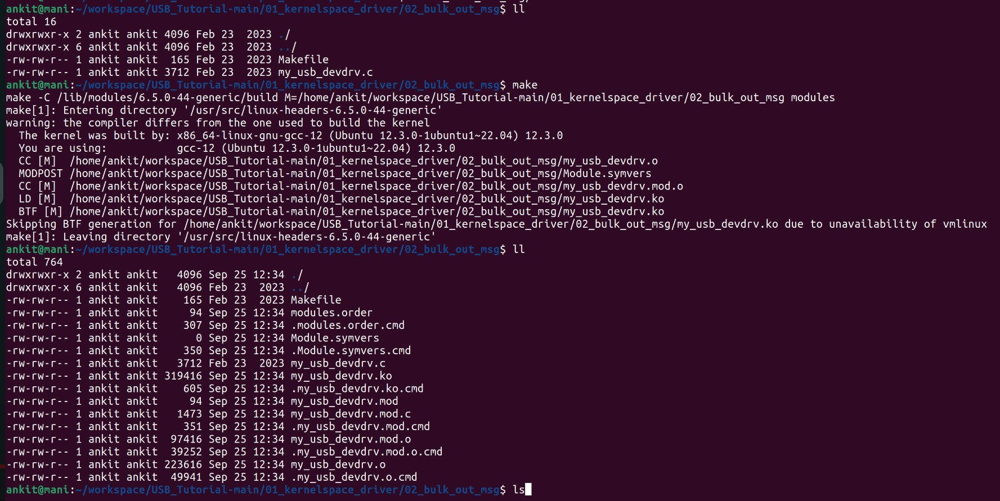 ankit@mani:~/workspace/USB_Tutorial-main/01_kernelspace_driver/02_bulk_out_msg$ ll
total 16
drwxrwxr-x 2 ankit ankit 4096 Feb 23  2023 ./
drwxrwxr-x 6 ankit ankit 4096 Feb 23  2023 ../
-rw-rw-r-- 1 ankit ankit  165 Feb 23  2023 Makefile
-rw-rw-r-- 1 ankit ankit 3712 Feb 23  2023 my_usb_devdrv.c
ankit@mani:~/workspace/USB_Tutorial-main/01_kernelspace_driver/02_bulk_out_msg$ make
make -C /lib/modules/6.5.0-44-generic/build M=/home/ankit/workspace/USB_Tutorial-main/01_kernelspace_driver/02_bulk_out_msg modules
make[1]: Entering directory '/usr/src/linux-headers-6.5.0-44-generic'
warning: the compiler differs from the one used to build the kernel
  The kernel was built by: x86_64-linux-gnu-gcc-12 (Ubuntu 12.3.0-1ubuntu1~22.04) 12.3.0
  You are using:           gcc-12 (Ubuntu 12.3.0-1ubuntu1~22.04) 12.3.0
  CC [M]  /home/ankit/workspace/USB_Tutorial-main/01_kernelspace_driver/02_bulk_out_msg/my_usb_devdrv.o
  MODPOST /home/ankit/workspace/USB_Tutorial-main/01_kernelspace_driver/02_bulk_out_msg/Module.symvers
  CC [M]  /home/ankit/workspace/USB_Tutorial-main/01_kernelspace_driver/02_bulk_out_msg/my_usb_devdrv.mod.o
  LD [M]  /home/ankit/workspace/USB_Tutorial-main/01_kernelspace_driver/02_bulk_out_msg/my_usb_devdrv.ko
  BTF [M] /home/ankit/workspace/USB_Tutorial-main/01_kernelspace_driver/02_bulk_out_msg/my_usb_devdrv.ko
Skipping BTF generation for /home/ankit/workspace/USB_Tutorial-main/01_kernelspace_driver/02_bulk_out_msg/my_usb_devdrv.ko due to unavailability of vmlinux
make[1]: Leaving directory '/usr/src/linux-headers-6.5.0-44-generic'
ankit@mani:~/workspace/USB_Tutorial-main/01_kernelspace_driver/02_bulk_out_msg$ ll
total 764
drwxrwxr-x 2 ankit ankit   4096 Sep 25 12:34 ./
drwxrwxr-x 6 ankit ankit   4096 Feb 23  2023 ../
-rw-rw-r-- 1 ankit ankit    165 Feb 23  2023 Makefile
-rw-rw-r-- 1 ankit ankit     94 Sep 25 12:34 modules.order
-rw-rw-r-- 1 ankit ankit    307 Sep 25 12:34 .modules.order.cmd
-rw-rw-r-- 1 ankit ankit      0 Sep 25 12:34 Module.symvers
-rw-rw-r-- 1 ankit ankit    350 Sep 25 12:34 .Module.symvers.cmd
-rw-rw-r-- 1 ankit ankit   3712 Feb 23  2023 my_usb_devdrv.c
-rw-rw-r-- 1 ankit ankit 319416 Sep 25 12:34 my_usb_devdrv.ko
-rw-rw-r-- 1 ankit ankit    605 Sep 25 12:34 .my_usb_devdrv.ko.cmd
-rw-rw-r-- 1 ankit ankit     94 Sep 25 12:34 my_usb_devdrv.mod
-rw-rw-r-- 1 ankit ankit   1473 Sep 25 12:34 my_usb_devdrv.mod.c
-rw-rw-r-- 1 ankit ankit    351 Sep 25 12:34 .my_usb_devdrv.mod.cmd
-rw-rw-r-- 1 ankit ankit  97416 Sep 25 12:34 my_usb_devdrv.mod.o
-rw-rw-r-- 1 ankit ankit  39252 Sep 25 12:34 .my_usb_devdrv.mod.o.cmd
-rw-rw-r-- 1 ankit ankit 223616 Sep 25 12:34 my_usb_devdrv.o
-rw-rw-r-- 1 ankit ankit  49941 Sep 25 12:34 .my_usb_devdrv.o.cmd
ankit@mani:~/workspace/USB_Tutorial-main/01_kernelspace_driver/02_bulk_out_msg$ ls